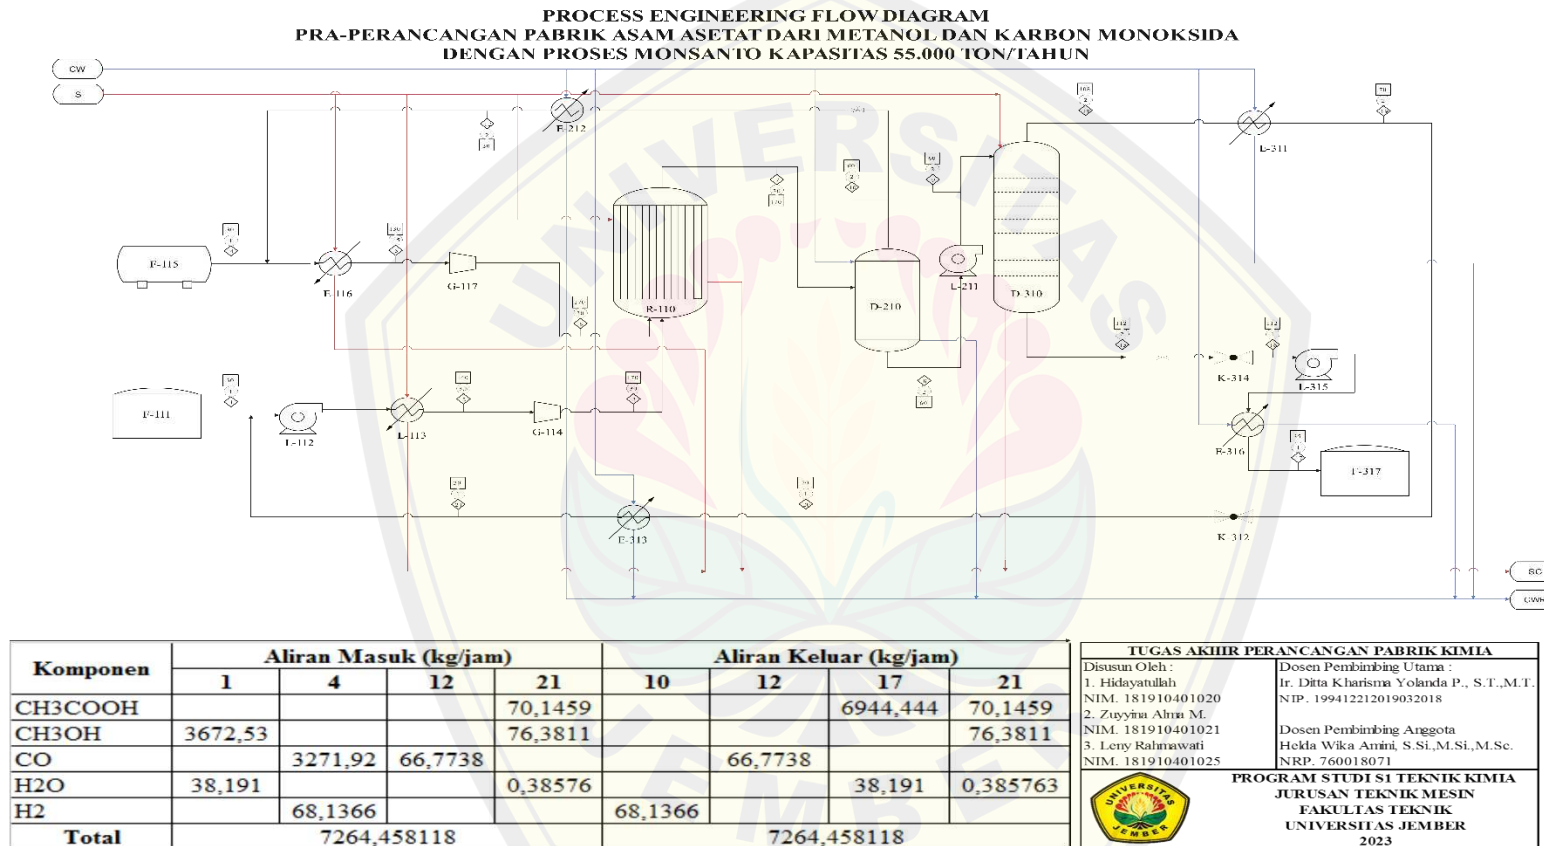 PROCESS ENGINEERING FLOW DIAGRAM
PRA-PERANCANGAN PABRIK ASAM ASETAT DARI METANOL DAN KARBON MONOKSIDA
DENGAN PROSES MONSANTO KAPASITAS 55.000 TON/TAHUN
CW
S
E-212
E-311
F-115
E-116
G-117
R-110
D-210
L-211
D-310
K-314
L-315
F-111
L-112
G-114
E-316
F-317
E-313
K-312
SC
CWR
Komponen Aliran Masuk (kg/jam) Aliran Keluar (kg/jam)
1 4 12 21 10 12 17 21
CH3COOH 70,1459 6944,444 70,1459
CH3OH 3672,53 76,3811 76,3811
CO 3271,92 66,7738 66,7738
H2O 38,191 0,38576 38,191 0,385763
H2 68,1366 68,1366
Total 7264,458118 7264,458118
TUGAS AKHIR PERANCANGAN PABRIK KIMIA
Disusun Oleh :
1. Hidayatullah
NIM. 181910401020
2. Zuyyina Alma M.
NIM. 181910401021
3. Leny Rahmawati
NIM. 181910401025
Dosen Pembimbing Utama :
Ir. Ditta Kharisma Yolanda P., S.T.,M.T.
NIP. 199412212019032018
Dosen Pembimbing Anggota
Helda Wika Amini, S.Si.,M.Si.,M.Sc.
NRP. 760018071
UNIVERSITAS
JEMBER
PROGRAM STUDI S1 TEKNIK KIMIA
JURUSAN TEKNIK MESIN
FAKULTAS TEKNIK
UNIVERSITAS JEMBER
2023
UNIVERSITAS
JEMBER